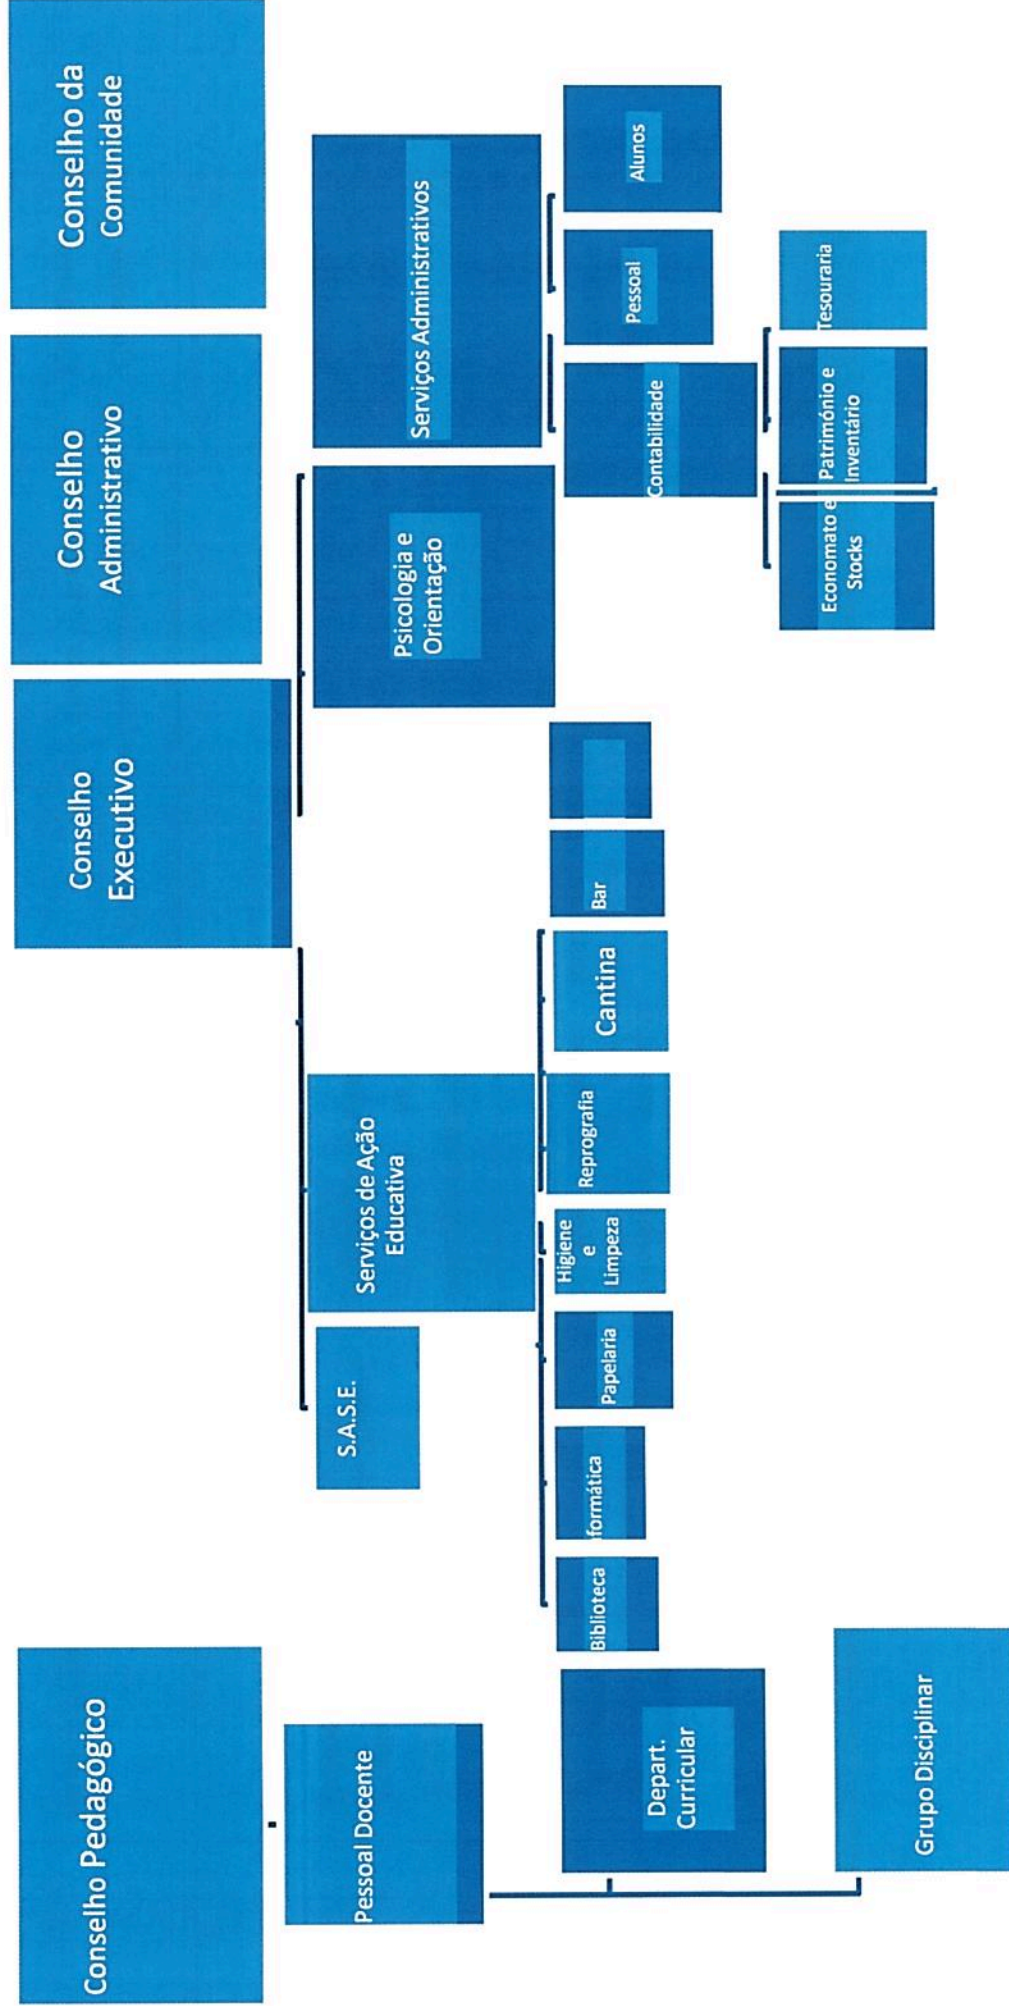 Conselho Pedagógico
Conselho
Executivo
Conselho
Administrativo
Conselho da
Comunidade
Pessoal Docente
S.A.S.E.
Serviços de Ação
Educativa
Psicologia e
Orientação
Serviços Administrativos
Depart.
Curricular
Biblioteca
nformática
Papelaria
Higiene
e
Limpeza
Reprografia
Cantina
Bar
Contabilidade
Pessoal
Alunos
Grupo Disciplinar
Economato e
Stocks
Património e
Inventário
Tesouraria